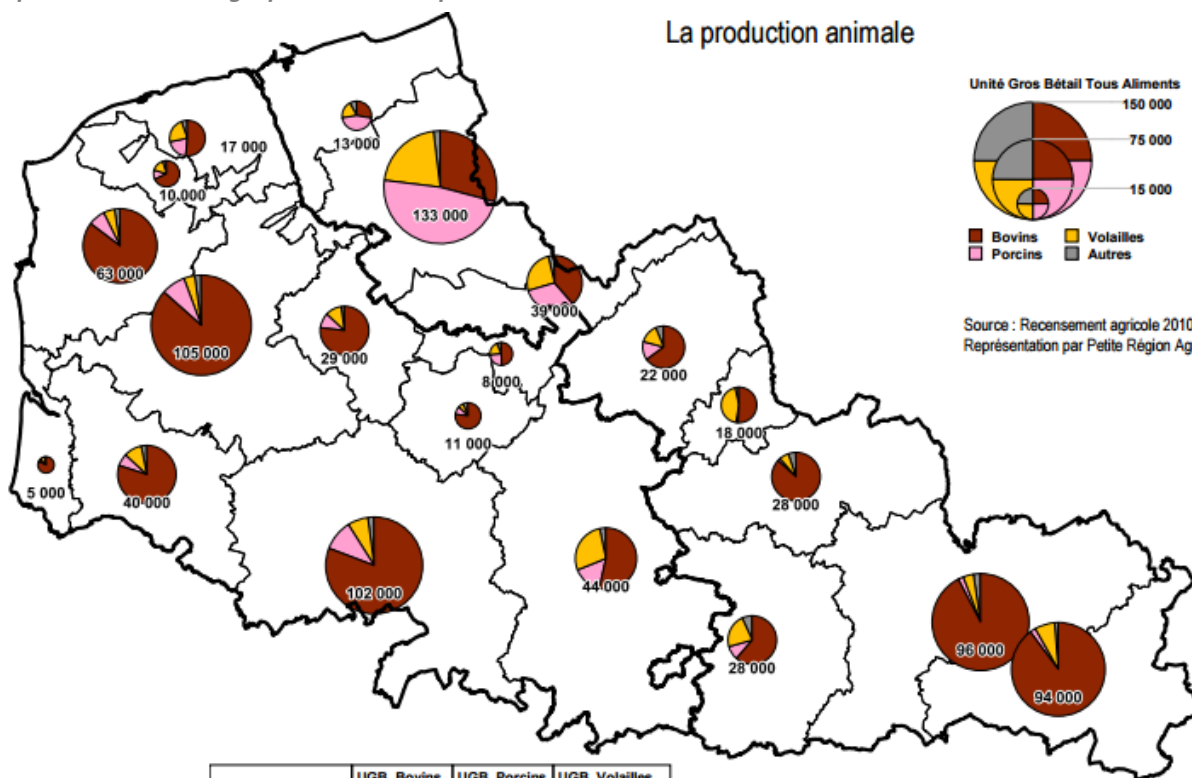 La production animale
Unité Gros Bétail Tous Aliments
150 000
75 000
15 000
Bovins
Volailles
Porcins
Autres
Source : Recensement agricole 2010
Représentation par Petite Région Ag
13 000
17 000
10 000
133 000
63 000
39 000
105 000
29 000
22 000
8 000
18 000
11 000
5 000
40 000
28 000
44 000
102 000
28 000
96 000
94 000
UGB Bovins
UGB Porcins
UGB Volailles